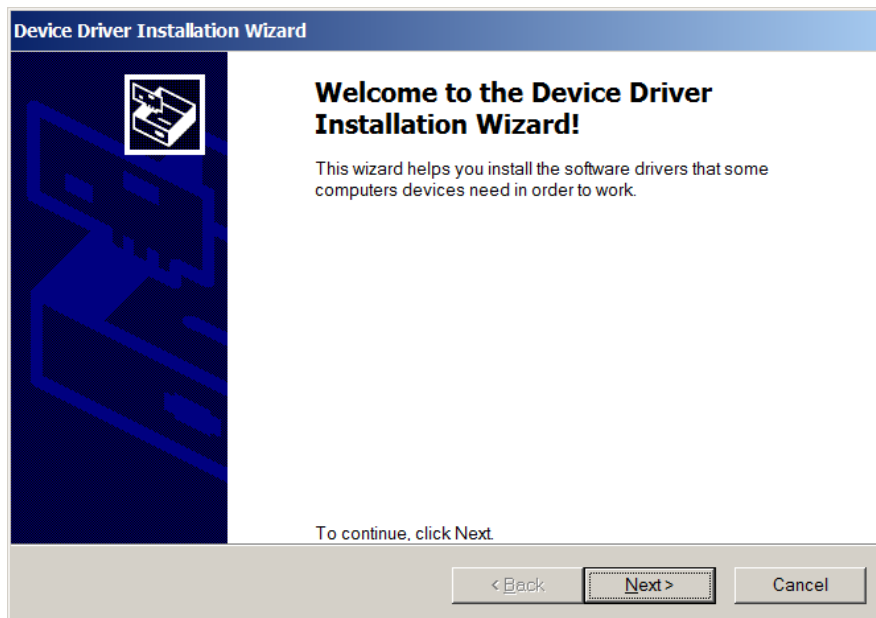 Device Driver Installation Wizard
Welcome to the Device Driver
Installation Wizard!
This wizard helps you install the software drivers that some
computers devices need in order to work.
To continue, click Next.
< Back
Next >
Cancel